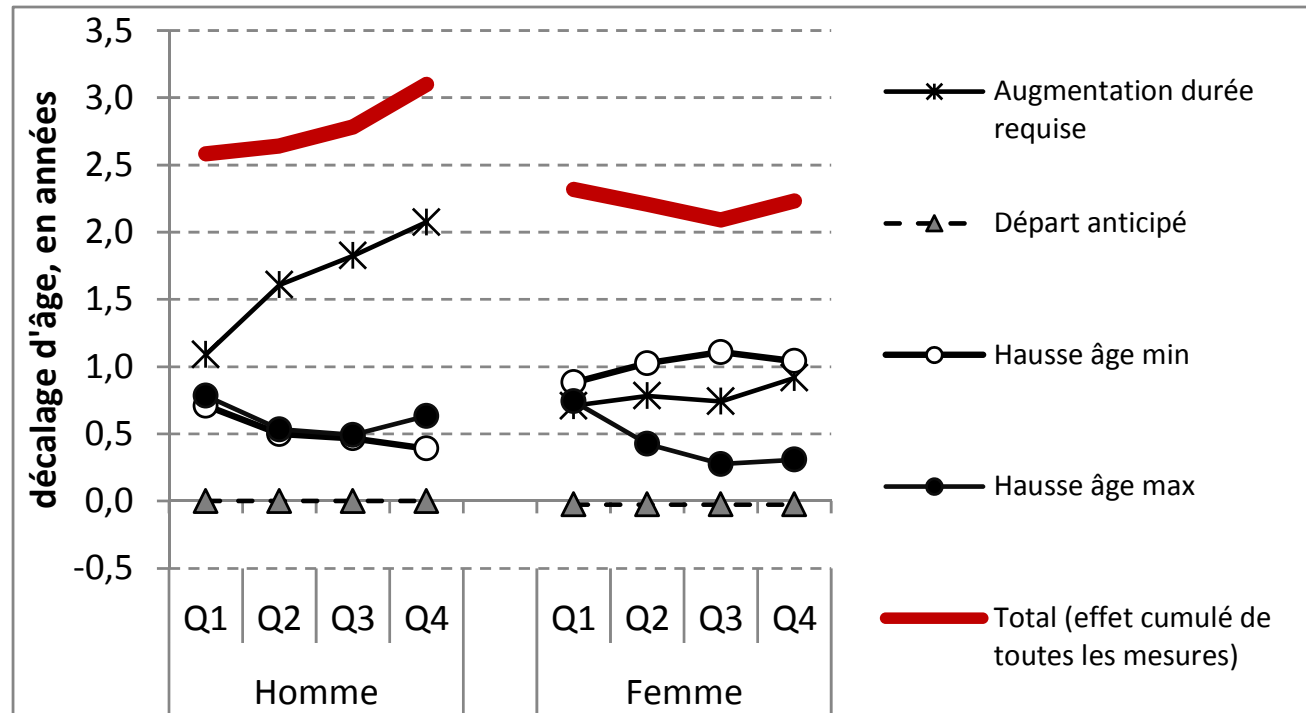 décalage d'âge, en années
3,5
3,0
2,5
2,0
1,5
1,0
0,5
0,0
-0,5
Q1 Q2 Q3 Q4 Q1 Q2 Q3 Q4
Homme Femme
Augmentation durée
requise
Départ anticipé
Hausse âge min
Hausse âge max
Total (effet cumulé de
toutes les mesures)